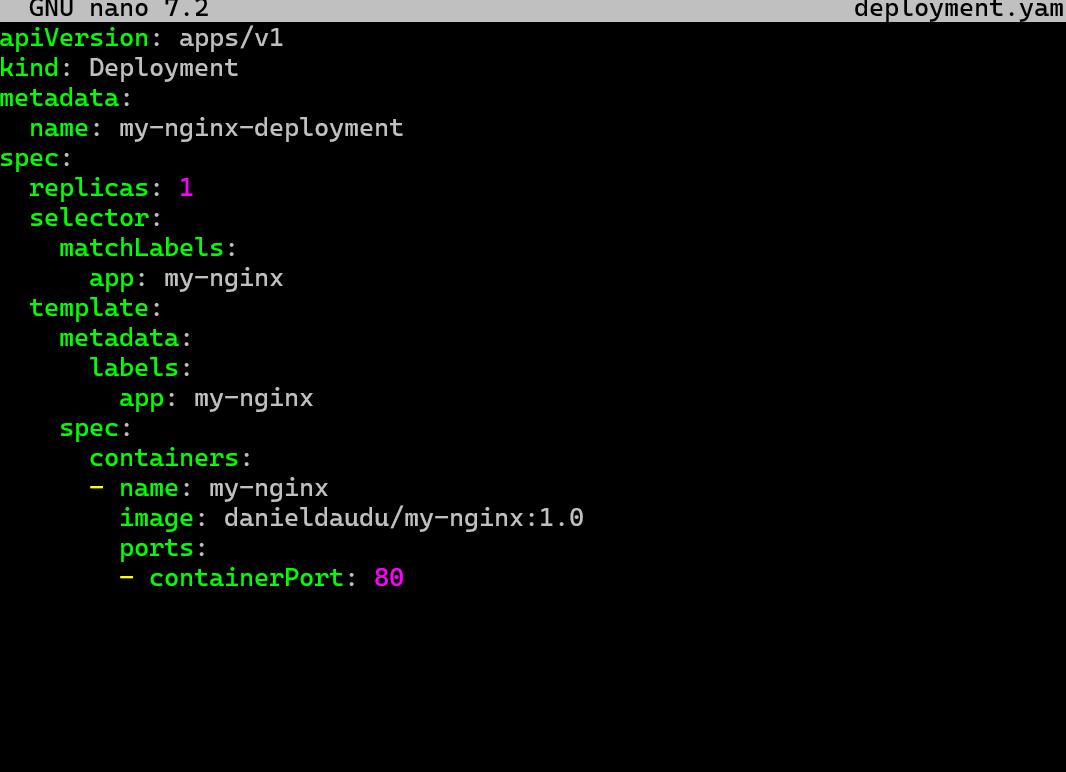 GNU nano 7.2 deployment.yam
apiVersion: apps/v1
kind: Deployment
metadata:
  name: my-nginx-deployment
spec:
  replicas: 1
  selector:
    matchLabels:
      app: my-nginx
  template:
    metadata:
      labels:
        app: my-nginx
    spec:
      containers:
      - name: my-nginx
        image: danieldaudu/my-nginx:1.0
        ports:
        - containerPort: 80